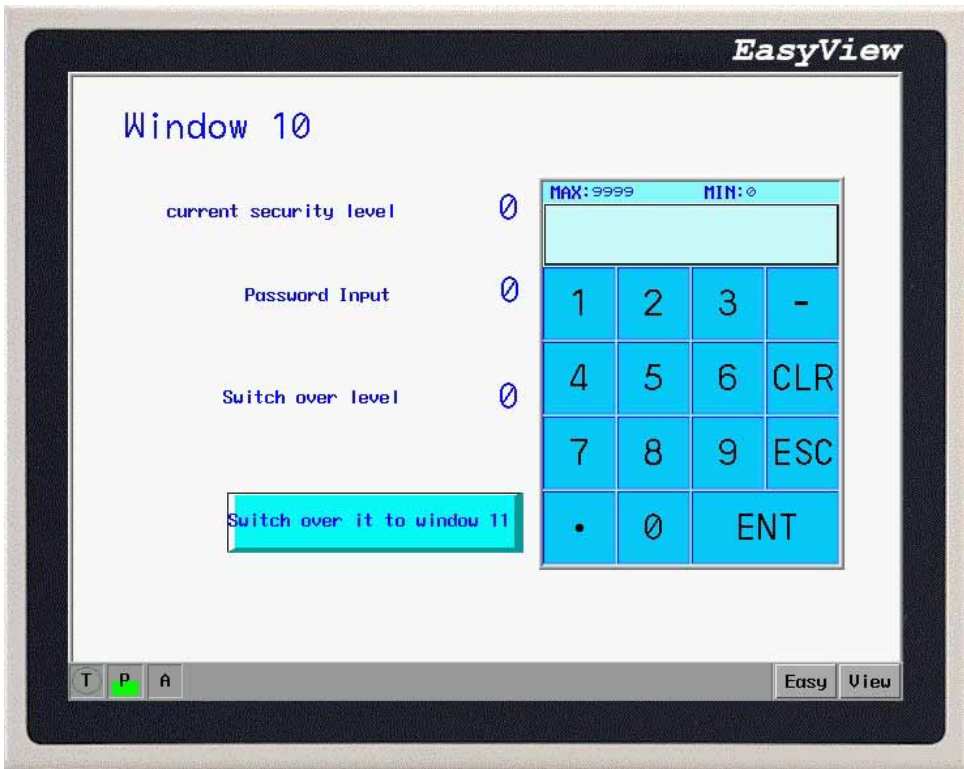 EasyView
Window 10
current security level 0
Password Input 0
Switch over level 0
Switch over it to window 11
MAX:9999 MIN:0
1 2 3 -
4 5 6 CLR
7 8 9 ESC
. 0 ENT
T P A Easy View